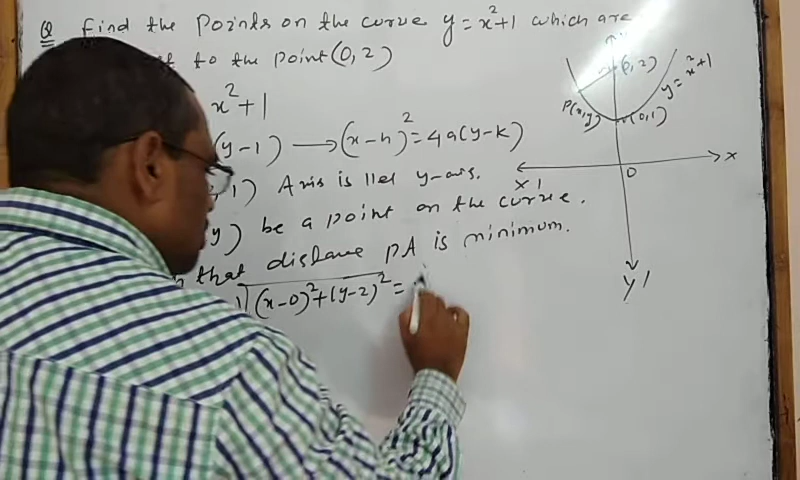 Q Find the points on the curve y = x²+1 which are
to the point (0, 2)
x²+1
(y-1) → (x-h)² = 4a(y-k)
, 1) Axis is llel y-axis.
y) be a point on the curve.
that distance PA is minimum.
√(x-0)²+(y-2)² =
(0, 2)
P(x,y)
y = x²+1
V(0,1)
X
O
X'
Y'